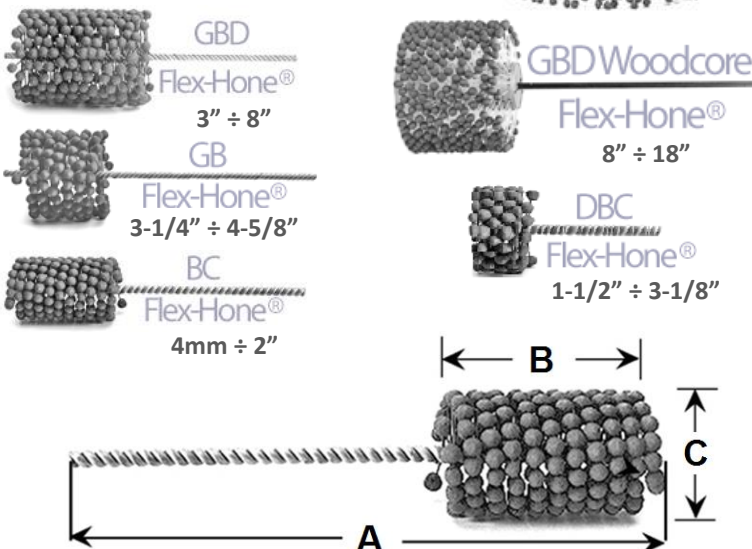 GBD
Flex-Hone®
3” ÷ 8”
GBD Woodcore
Flex-Hone®
8” ÷ 18”
GB
Flex-Hone®
3-1/4” ÷ 4-5/8”
DBC
Flex-Hone®
1-1/2” ÷ 3-1/8”
BC
Flex-Hone®
4mm ÷ 2”
B
C
A